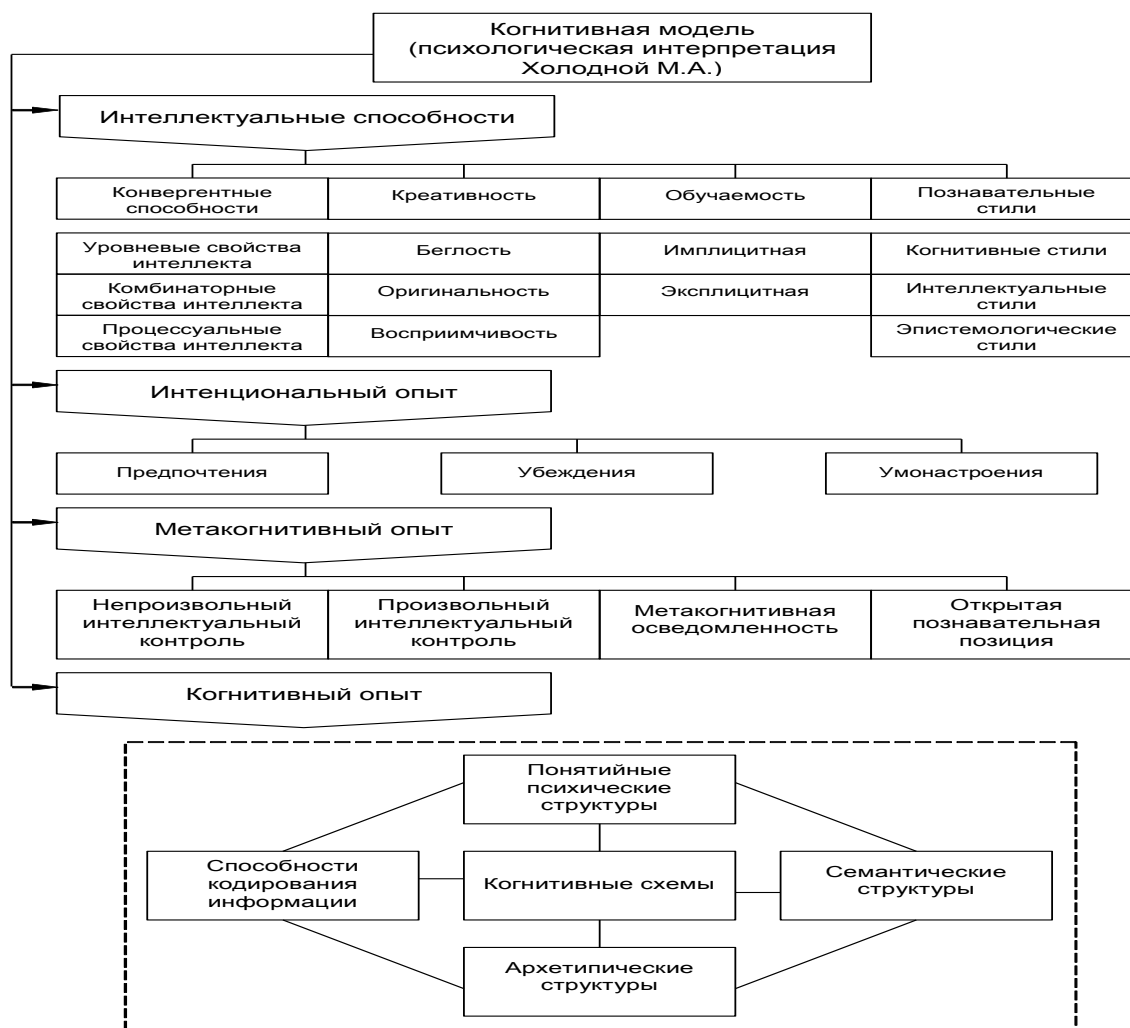 Когнитивная модель
(психологическая интерпретация
Холодной М.А.)
Интеллектуальные способности
Конвергентные
способности
Креативность
Обучаемость
Познавательные
стили
Уровневые свойства
интеллекта
Беглость
Имплицитная
Когнитивные стили
Комбинаторные
свойства интеллекта
Оригинальность
Эксплицитная
Интеллектуальные
стили
Процессуальные
свойства интеллекта
Восприимчивость
Эпистемологические
стили
Интенциональный опыт
Предпочтения
Убеждения
Умонастроения
Метакогнитивный опыт
Непроизвольный
интеллектуальный
контроль
Произвольный
интеллектуальный
контроль
Метакогнитивная
осведомленность
Открытая
познавательная
позиция
Когнитивный опыт
Понятийные
психические
структуры
Способности
кодирования
информации
Когнитивные схемы
Семантические
структуры
Архетипические
структуры